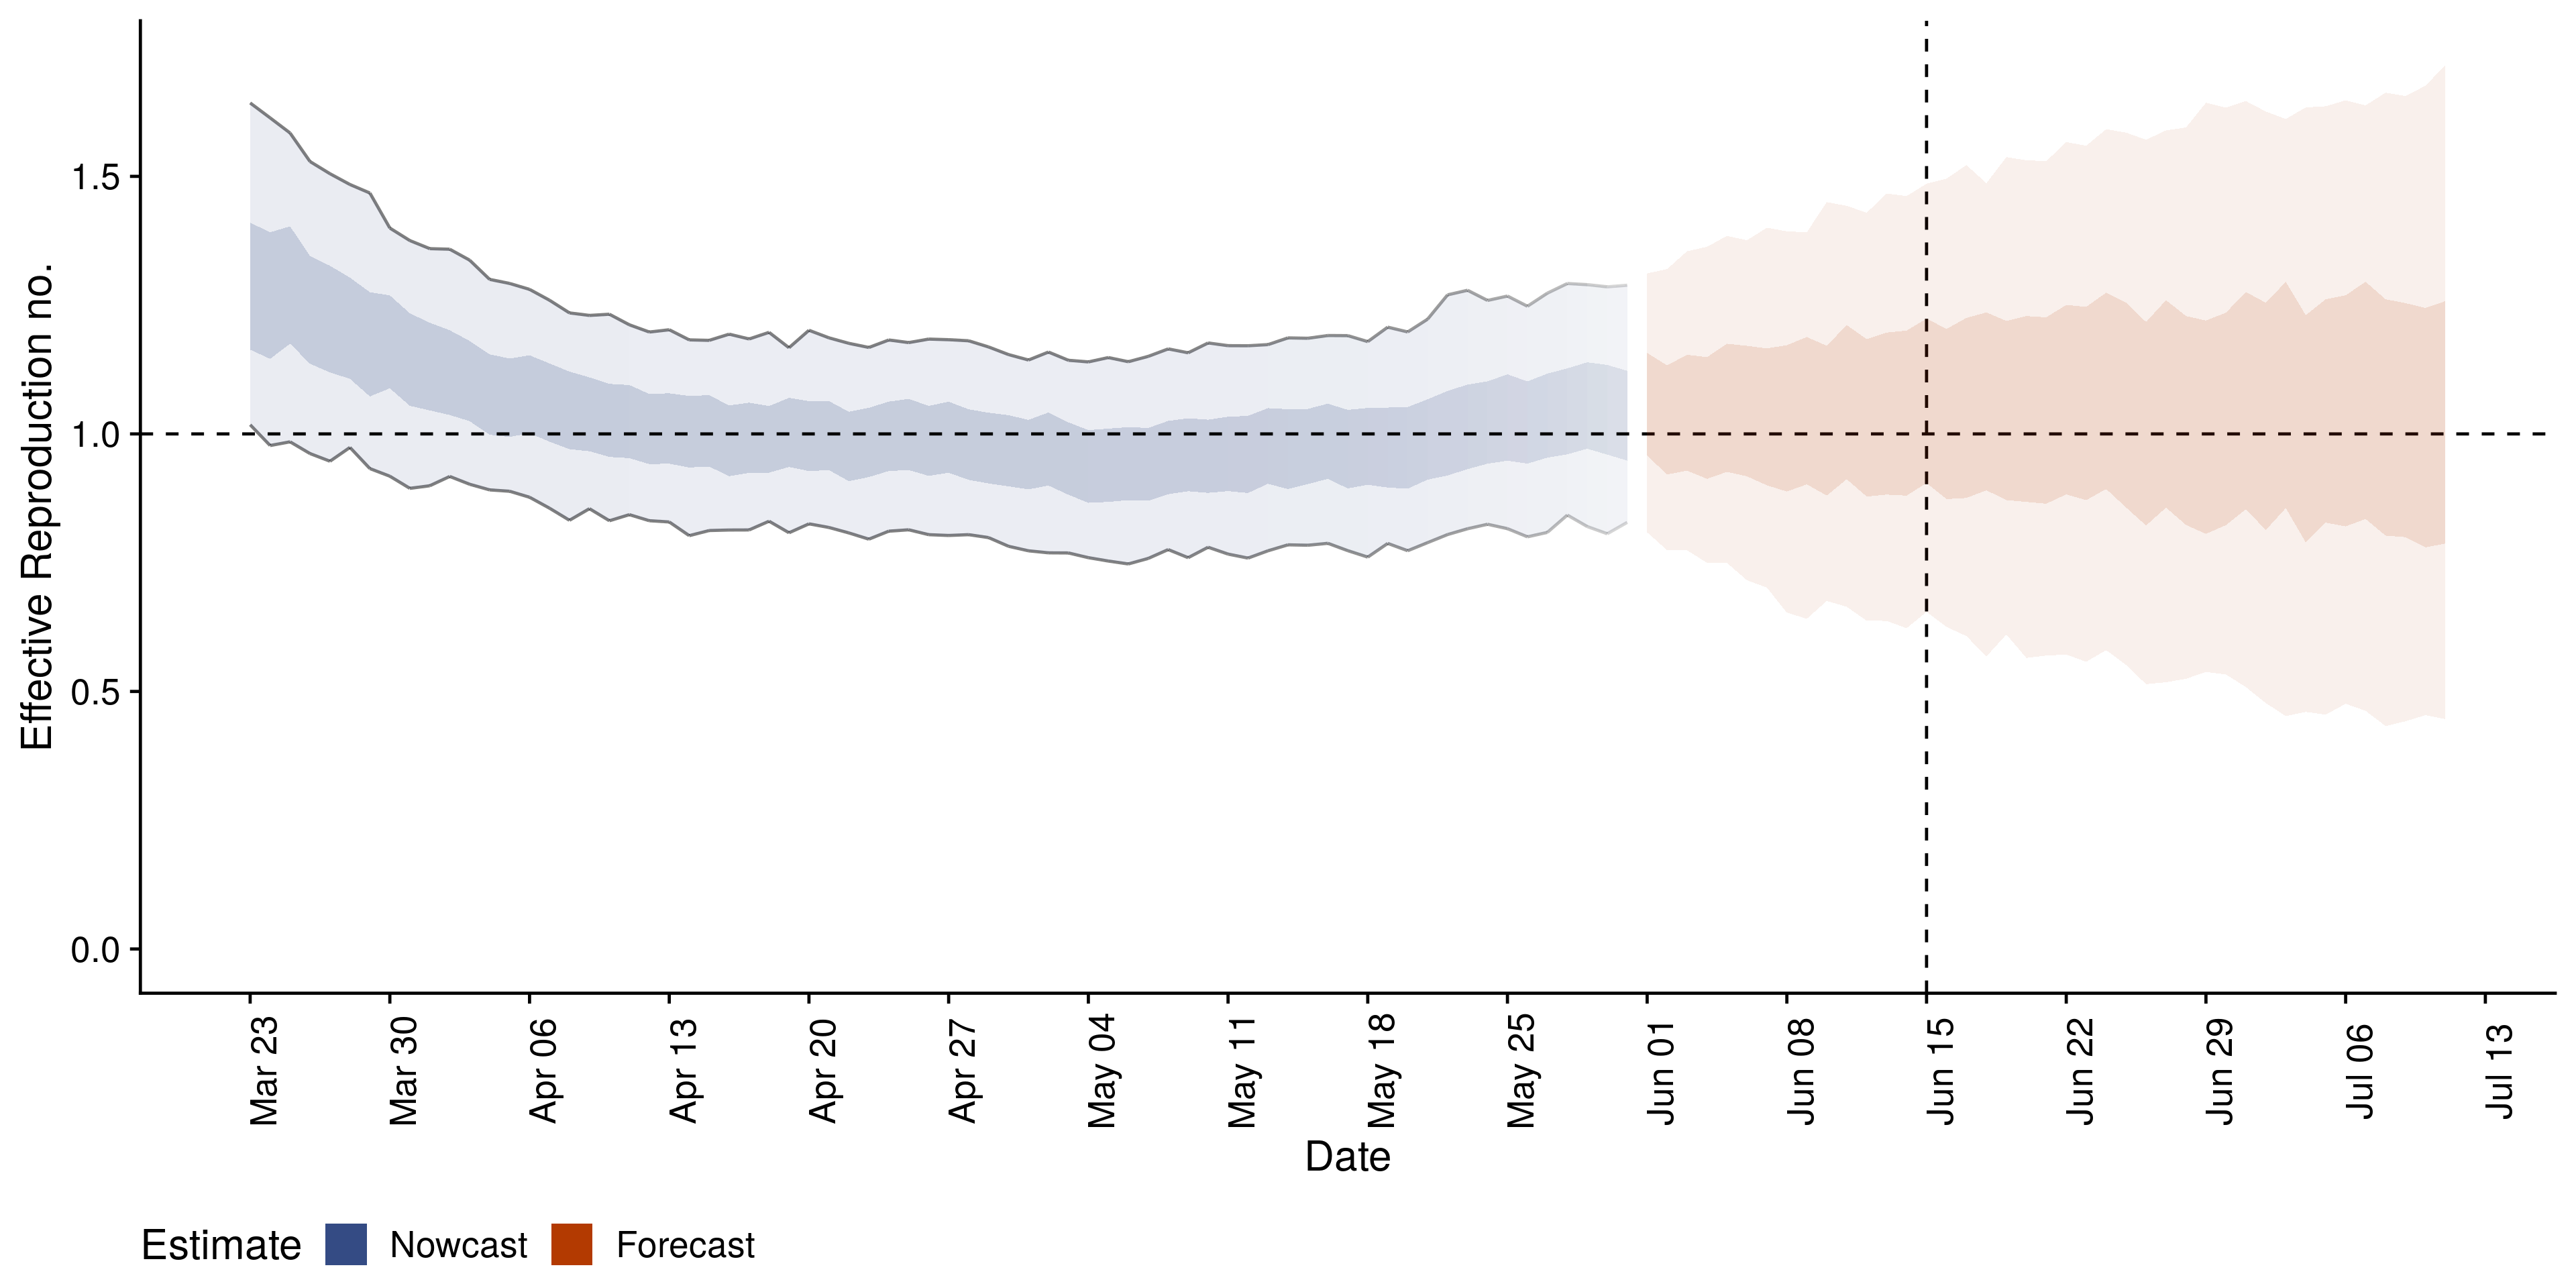 Effective Reproduction no.
1.5
1.0
0.5
0.0
Mar 23
Mar 30
Apr 06
Apr 13
Apr 20
Apr 27
May 04
May 11
May 18
May 25
Jun 01
Jun 08
Jun 15
Jun 22
Jun 29
Jul 06
Jul 13
Date
Estimate Nowcast Forecast